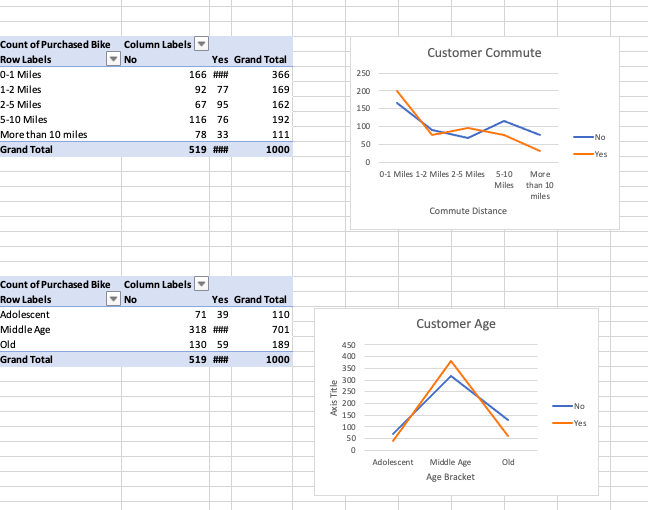 Count of Purchased Bike Column Labels
Row Labels No Yes Grand Total
0-1 Miles 166 ### 366
1-2 Miles 92 77 169
2-5 Miles 67 95 162
5-10 Miles 116 76 192
More than 10 miles 78 33 111
Grand Total 519 ### 1000
Customer Commute
250
200
150
100
50
0
0-1 Miles 1-2 Miles 2-5 Miles 5-10 Miles More than 10 miles
Commute Distance
No
Yes
Count of Purchased Bike Column Labels
Row Labels No Yes Grand Total
Adolescent 71 39 110
Middle Age 318 ### 701
Old 130 59 189
Grand Total 519 ### 1000
Customer Age
Axis Title
450
400
350
300
250
200
150
100
50
0
Adolescent Middle Age Old
Age Bracket
No
Yes